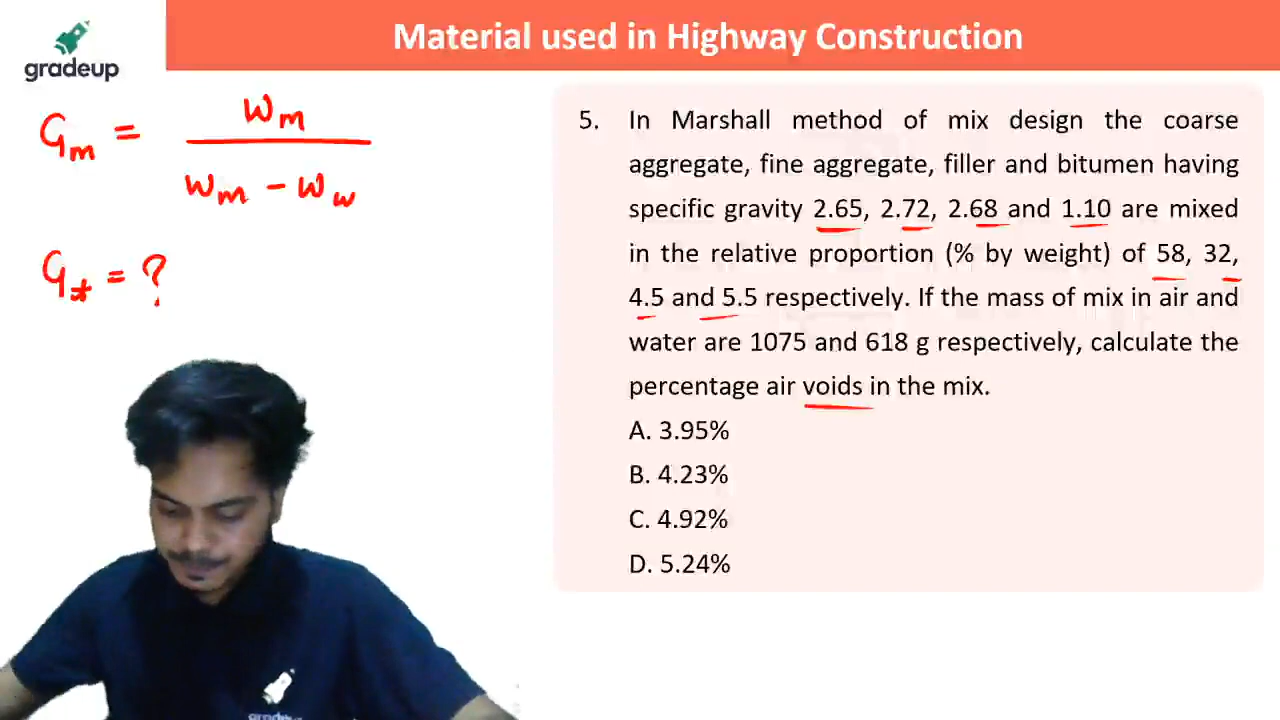 Material used in Highway Construction
gradeup
Gm = Wm / Wm - Ww
Gt = ?
5. In Marshall method of mix design the coarse
aggregate, fine aggregate, filler and bitumen having
specific gravity 2.65, 2.72, 2.68 and 1.10 are mixed
in the relative proportion (% by weight) of 58, 32,
4.5 and 5.5 respectively. If the mass of mix in air and
water are 1075 and 618 g respectively, calculate the
percentage air voids in the mix.
A. 3.95%
B. 4.23%
C. 4.92%
D. 5.24%
gradeup